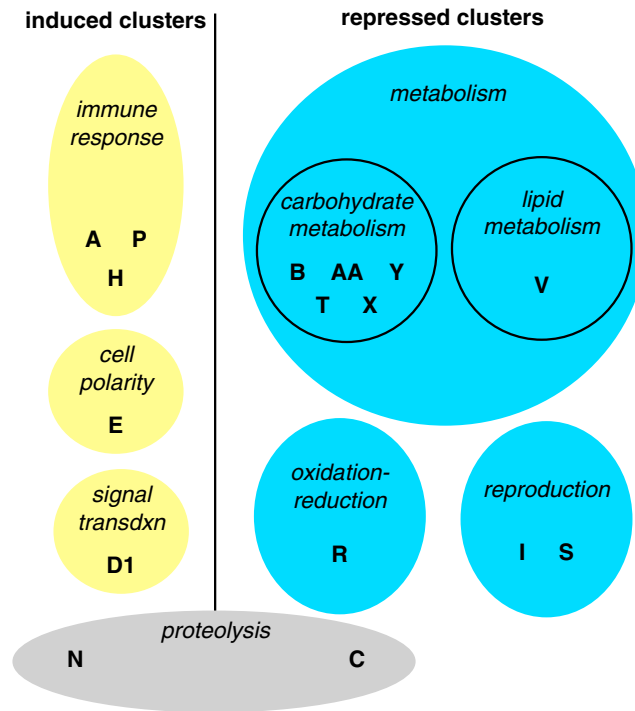 induced clusters
repressed clusters
immune
response
A P
H
cell
polarity
E
signal
transdxn
D1
metabolism
carbohydrate
metabolism
B AA Y
T X
lipid
metabolism
V
oxidation-
reduction
R
reproduction
I S
proteolysis
N C